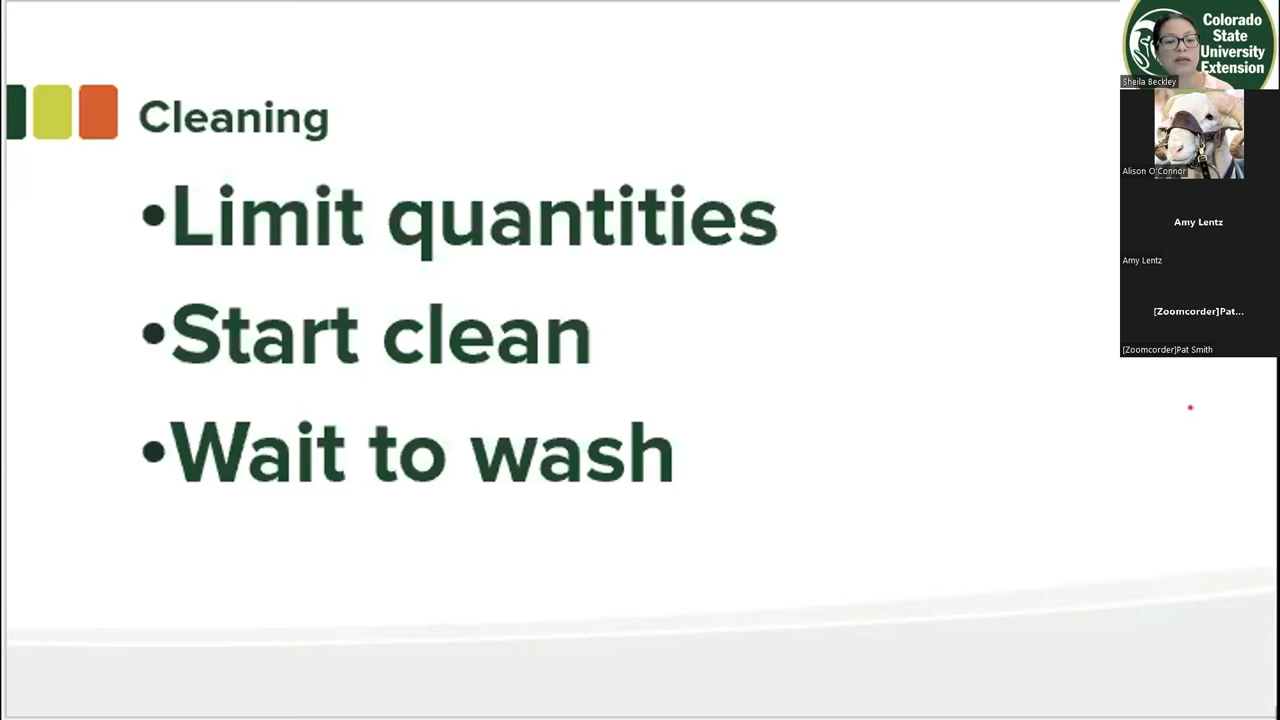 Cleaning
•Limit quantities
•Start clean
•Wait to wash
Colorado
State
University
Extension
Sheila Beckley
Alison O'Connor
Amy Lentz
Amy Lentz
[Zoomcorder]Pat...
[Zoomcorder]Pat Smith